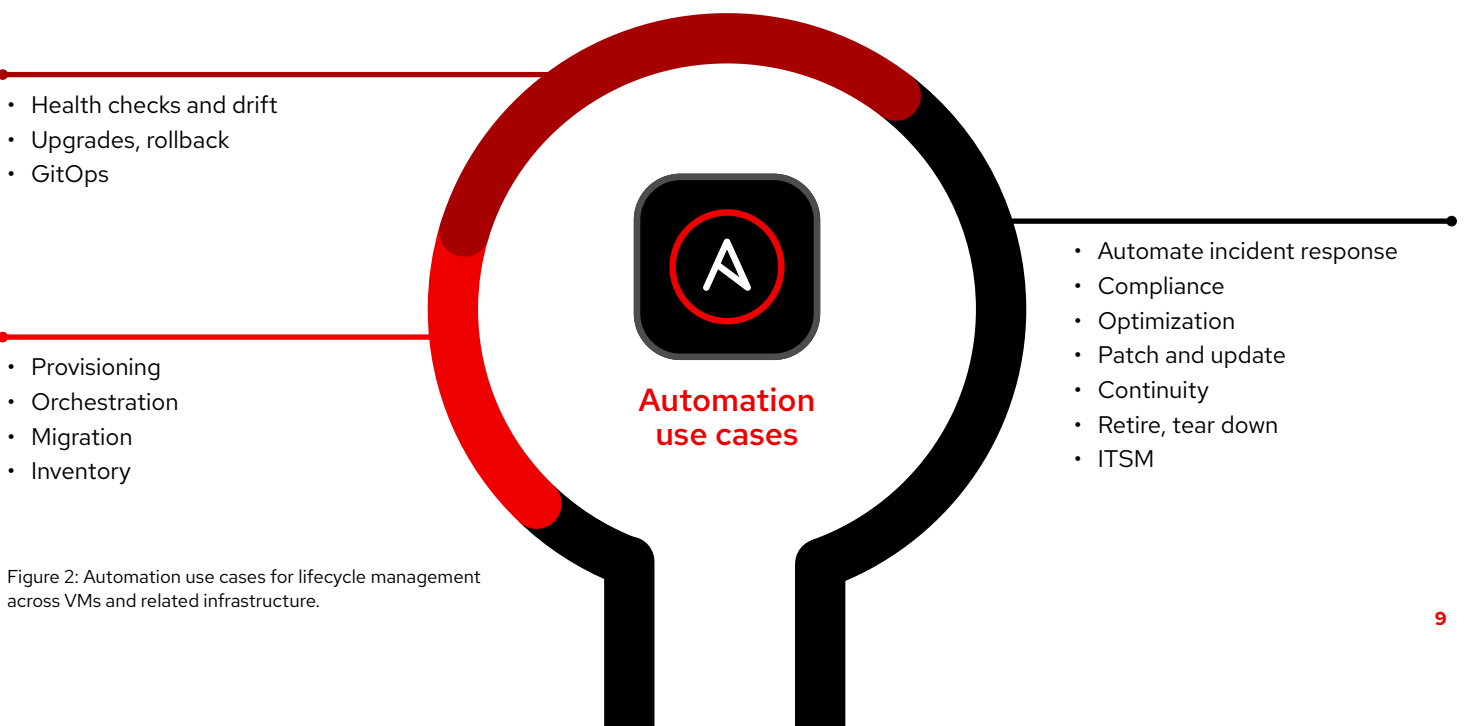 • Health checks and drift
• Upgrades, rollback
• GitOps
• Provisioning
• Orchestration
• Migration
• Inventory
Automation
use cases
• Automate incident response
• Compliance
• Optimization
• Patch and update
• Continuity
• Retire, tear down
• ITSM
Figure 2: Automation use cases for lifecycle management
across VMs and related infrastructure.
9